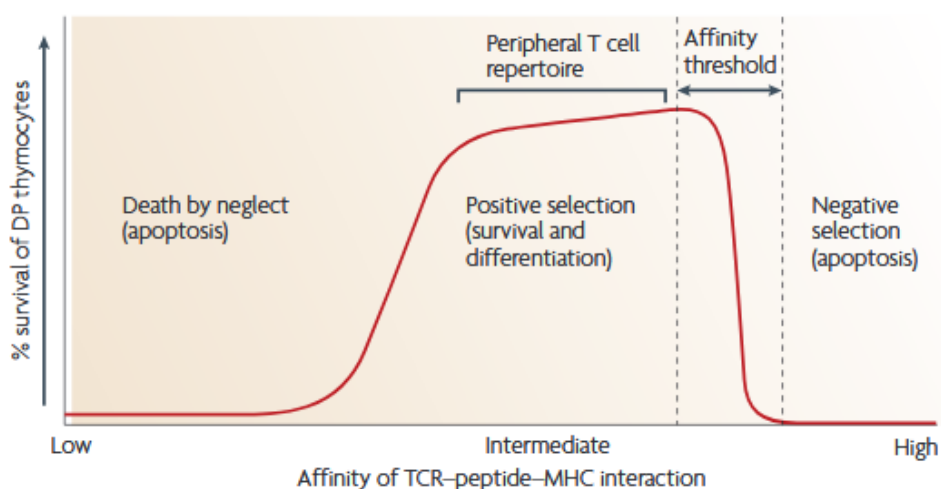 Peripheral T cell
repertoire
Affinity
threshold
% survival of DP thymocytes
Death by neglect
(apoptosis)
Positive selection
(survival and
differentiation)
Negative
selection
(apoptosis)
Low
Intermediate
High
Affinity of TCR–peptide–MHC interaction